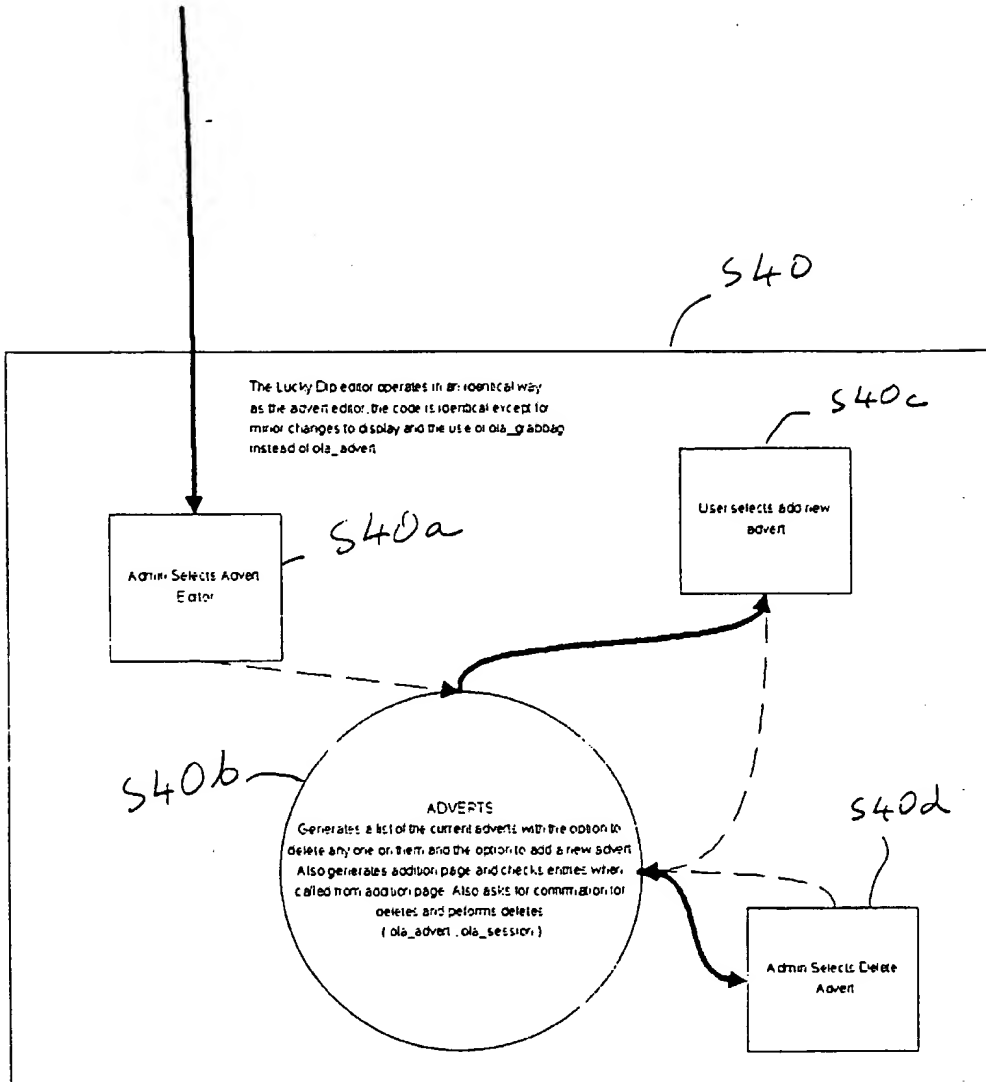 S40
The Lucky Dip editor operates in an identical way
as the advert editor, the code is identical except for
minor changes to display and the use of ola_grabbag
instead of ola_advert
S40c
User selects add new
advert
S40a
Admin Selects Advert
Editor
S40b
ADVERTS
Generates a list of the current adverts with the option to
delete any one on them and the option to add a new advert
Also generates addition page and checks entries when
called from addition page. Also asks for confirmation for
deletes and peforms deletes
( ola_advert , ola_session )
S40d
Admin Selects Delete
Advert